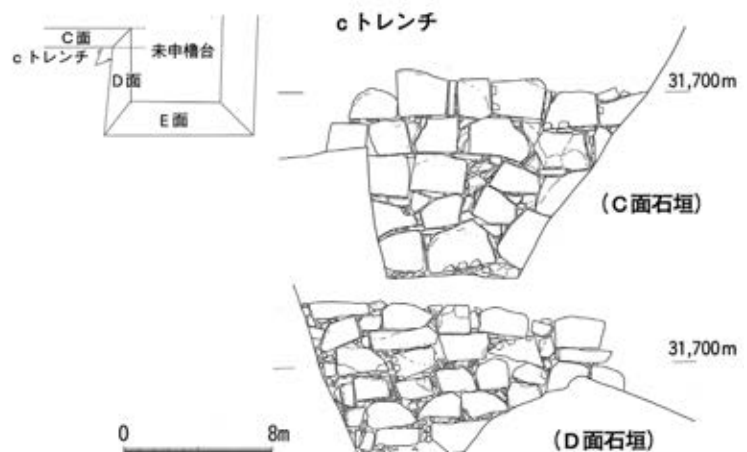 cトレンチ
C面
cトレンチ
D面
未申櫓台
E面
31,700m
(C面石垣)
31,700m
(D面石垣)
0 8m